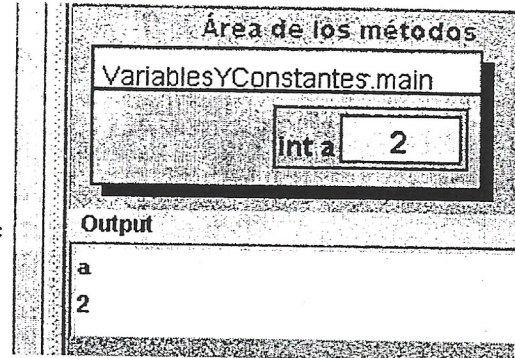 Área de los métodos
VariablesYConstantes.main
int a 2
Output
a
2